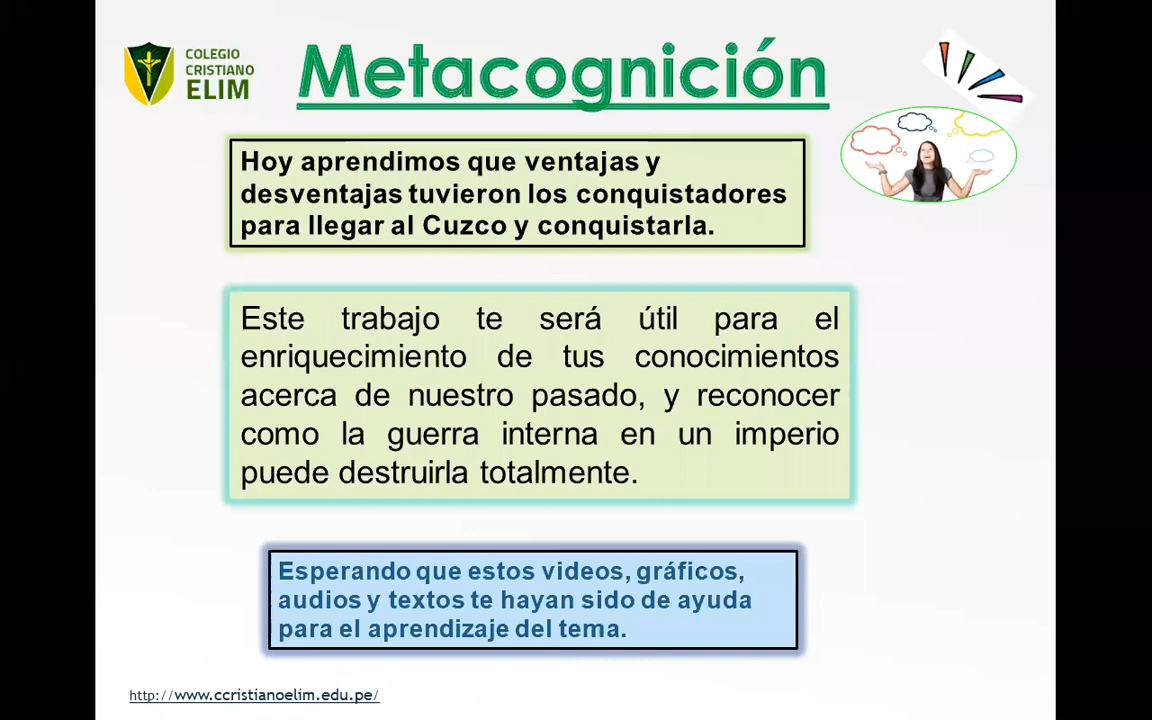 COLEGIO
CRISTIANO
ELIM
Metacognición
Hoy aprendimos que ventajas y
desventajas tuvieron los conquistadores
para llegar al Cuzco y conquistarla.
Este trabajo te será útil para el
enriquecimiento de tus conocimientos
acerca de nuestro pasado, y reconocer
como la guerra interna en un imperio
puede destruirla totalmente.
Esperando que estos videos, gráficos,
audios y textos te hayan sido de ayuda
para el aprendizaje del tema.
http://www.ccristianoelim.edu.pe/